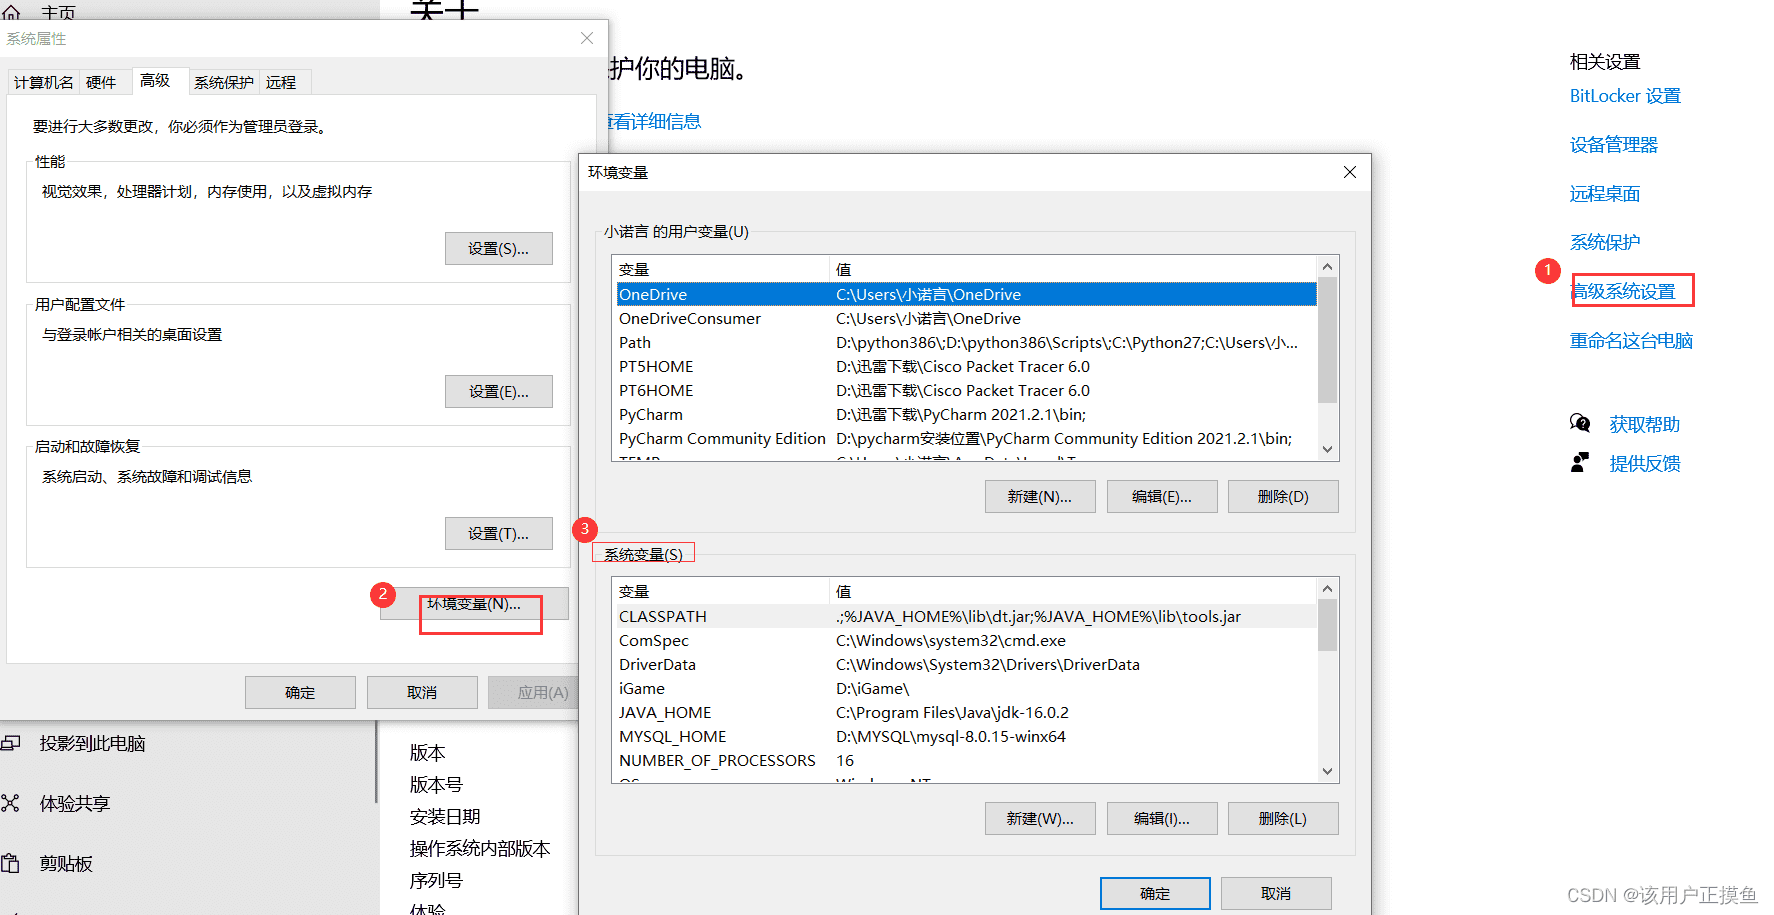 主页
关于
系统属性
计算机名 硬件 高级 系统保护 远程
要进行大多数更改，你必须作为管理员登录。
性能
视觉效果，处理器计划，内存使用，以及虚拟内存
设置(S)...
用户配置文件
与登录帐户相关的桌面设置
设置(E)...
启动和故障恢复
系统启动、系统故障和调试信息
设置(T)...
2
环境变量(N)...
确定 取消 应用(A)
投影到此电脑
体验共享
剪贴板
护你的电脑。
查看详细信息
环境变量
小诺言 的用户变量(U)
变量 值
OneDrive C:\Users\小诺言\OneDrive
OneDriveConsumer C:\Users\小诺言\OneDrive
Path D:\python386\;D:\python386\Scripts\;C:\Python27;C:\Users\小...
PT5HOME D:\迅雷下载\Cisco Packet Tracer 6.0
PT6HOME D:\迅雷下载\Cisco Packet Tracer 6.0
PyCharm D:\迅雷下载\PyCharm 2021.2.1\bin;
PyCharm Community Edition D:\pycharm安装位置\PyCharm Community Edition 2021.2.1\bin;
新建(N)... 编辑(E)... 删除(D)
3
系统变量(S)
变量 值
CLASSPATH .;%JAVA_HOME%\lib\dt.jar;%JAVA_HOME%\lib\tools.jar
ComSpec C:\Windows\system32\cmd.exe
DriverData C:\Windows\System32\Drivers\DriverData
iGame D:\iGame\
JAVA_HOME C:\Program Files\Java\jdk-16.0.2
MYSQL_HOME D:\MYSQL\mysql-8.0.15-winx64
NUMBER_OF_PROCESSORS 16
新建(W)... 编辑(I)... 删除(L)
确定 取消
版本
版本号
安装日期
操作系统内部版本
序列号
体验
相关设置
BitLocker 设置
设备管理器
远程桌面
系统保护
1
高级系统设置
重命名这台电脑
获取帮助
提供反馈
CSDN @该用户正摸鱼